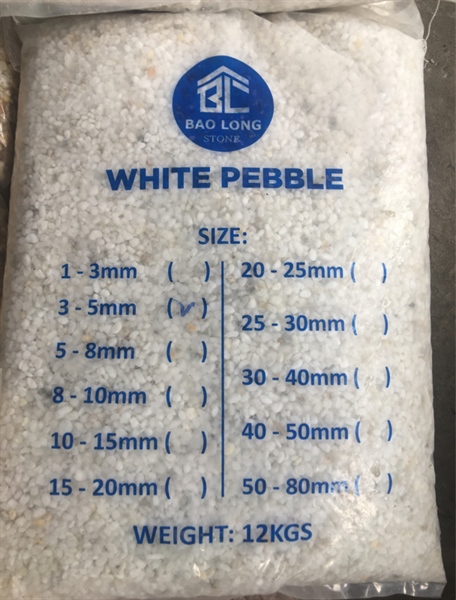 BC
BAO LONG
STONE
WHITE PEBBLE
SIZE:
1 - 3mm ( )
3 - 5mm (✓)
5 - 8mm ( )
8 - 10mm ( )
10 - 15mm ( )
15 - 20mm ( )
20 - 25mm ( )
25 - 30mm ( )
30 - 40mm ( )
40 - 50mm ( )
50 - 80mm ( )
WEIGHT: 12KGS